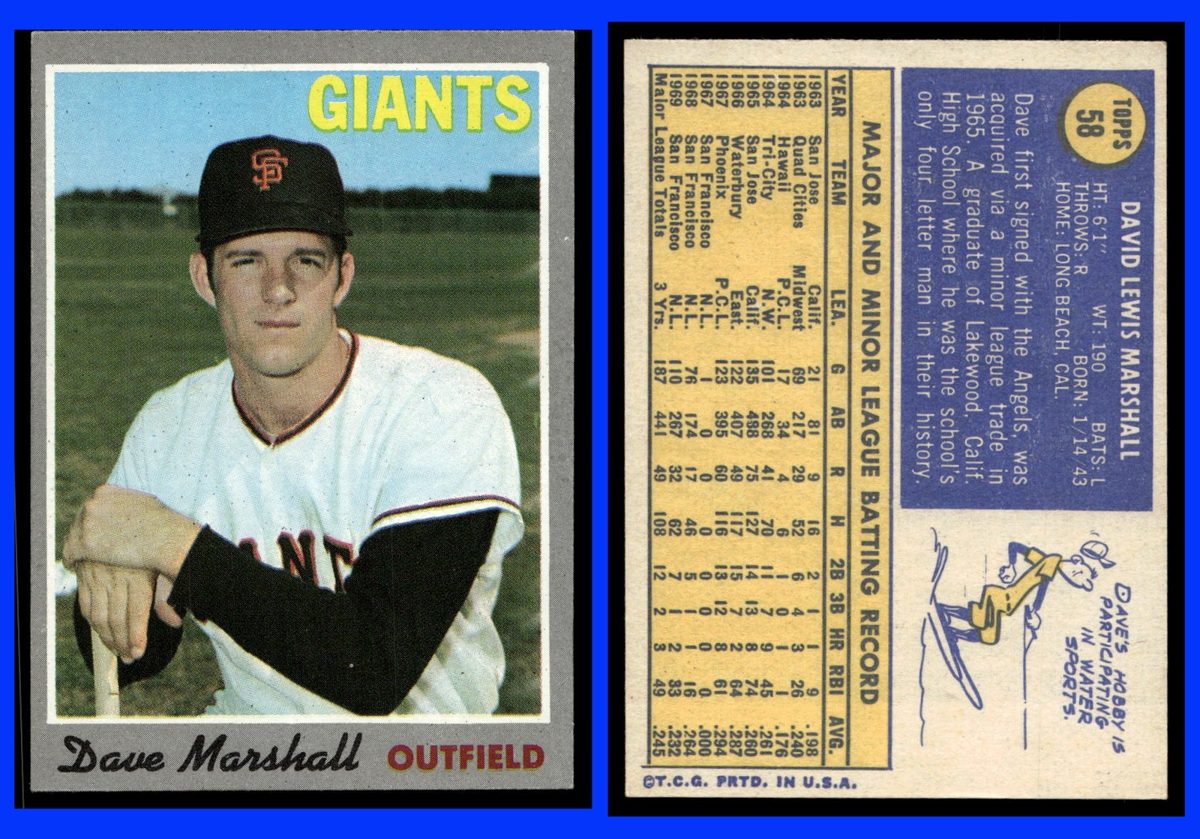 GIANTS
SF
ANT
Dave Marshall OUTFIELD
TOPPS
58
DAVID LEWIS MARSHALL
HT: 6'1" WT: 190 BATS: L
THROWS: R BORN: 1/14/43
HOME: LONG BEACH, CAL.
Dave first signed with the Angels, was
acquired via a minor league trade in
1965. A graduate of Lakewood, Calif.
High School where he was the school's
only four letter man in their history.
DAVE'S HOBBY IS
PARTICIPATING
IN WATER
SPORTS.
MAJOR AND MINOR LEAGUE BATTING RECORD
YEAR TEAM LEA. G AB R H 2B 3B HR RBI AVG.
1963 San Jose Calif. 21 81 9 16 2 1 1 9 .198
1963 Quad Cities Midwest 69 217 29 52 6 4 3 26 .240
1964 Hawaii P.C.L. 17 34 4 6 1 1 .176
1964 Tri-City N.W. 101 268 41 70 11 7 9 45 .261
1965 San Jose Calif. 135 488 75 127 14 13 8 74 .260
1966 Waterbury East. 122 407 49 117 15 7 8 64 .287
1967 Phoenix P.C.L. 123 395 60 116 13 12 8 61 .294
1967 San Francisco N.L. 1 0 0 0 0 0 0 0 .000
1968 San Francisco N.L. 76 174 17 46 5 1 1 16 .264
1969 San Francisco N.L. 110 267 32 62 7 1 2 33 .232
Major League Totals 3 Yrs. 187 441 49 108 12 2 3 49 .245
©T.C.G. PRTD. IN U.S.A.